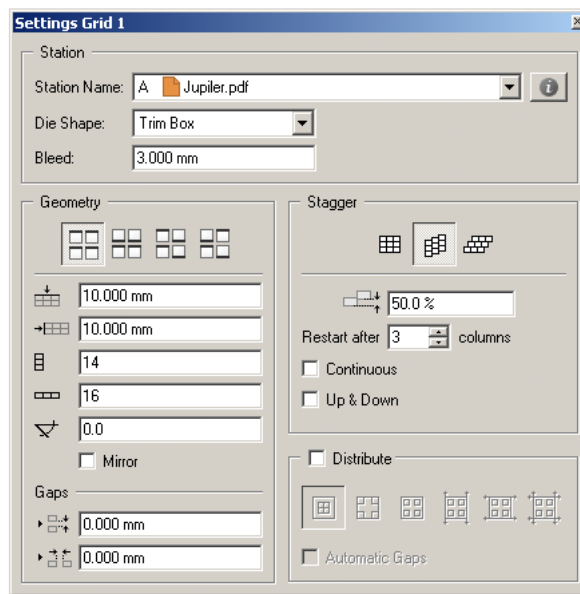 Settings Grid 1
Station
Station Name: A Jupiler.pdf
Die Shape: Trim Box
Bleed: 3.000 mm
Geometry
10.000 mm
10.000 mm
14
16
0.0
Mirror
Gaps
0.000 mm
0.000 mm
Stagger
50.0 %
Restart after 3 columns
Continuous
Up & Down
Distribute
Automatic Gaps